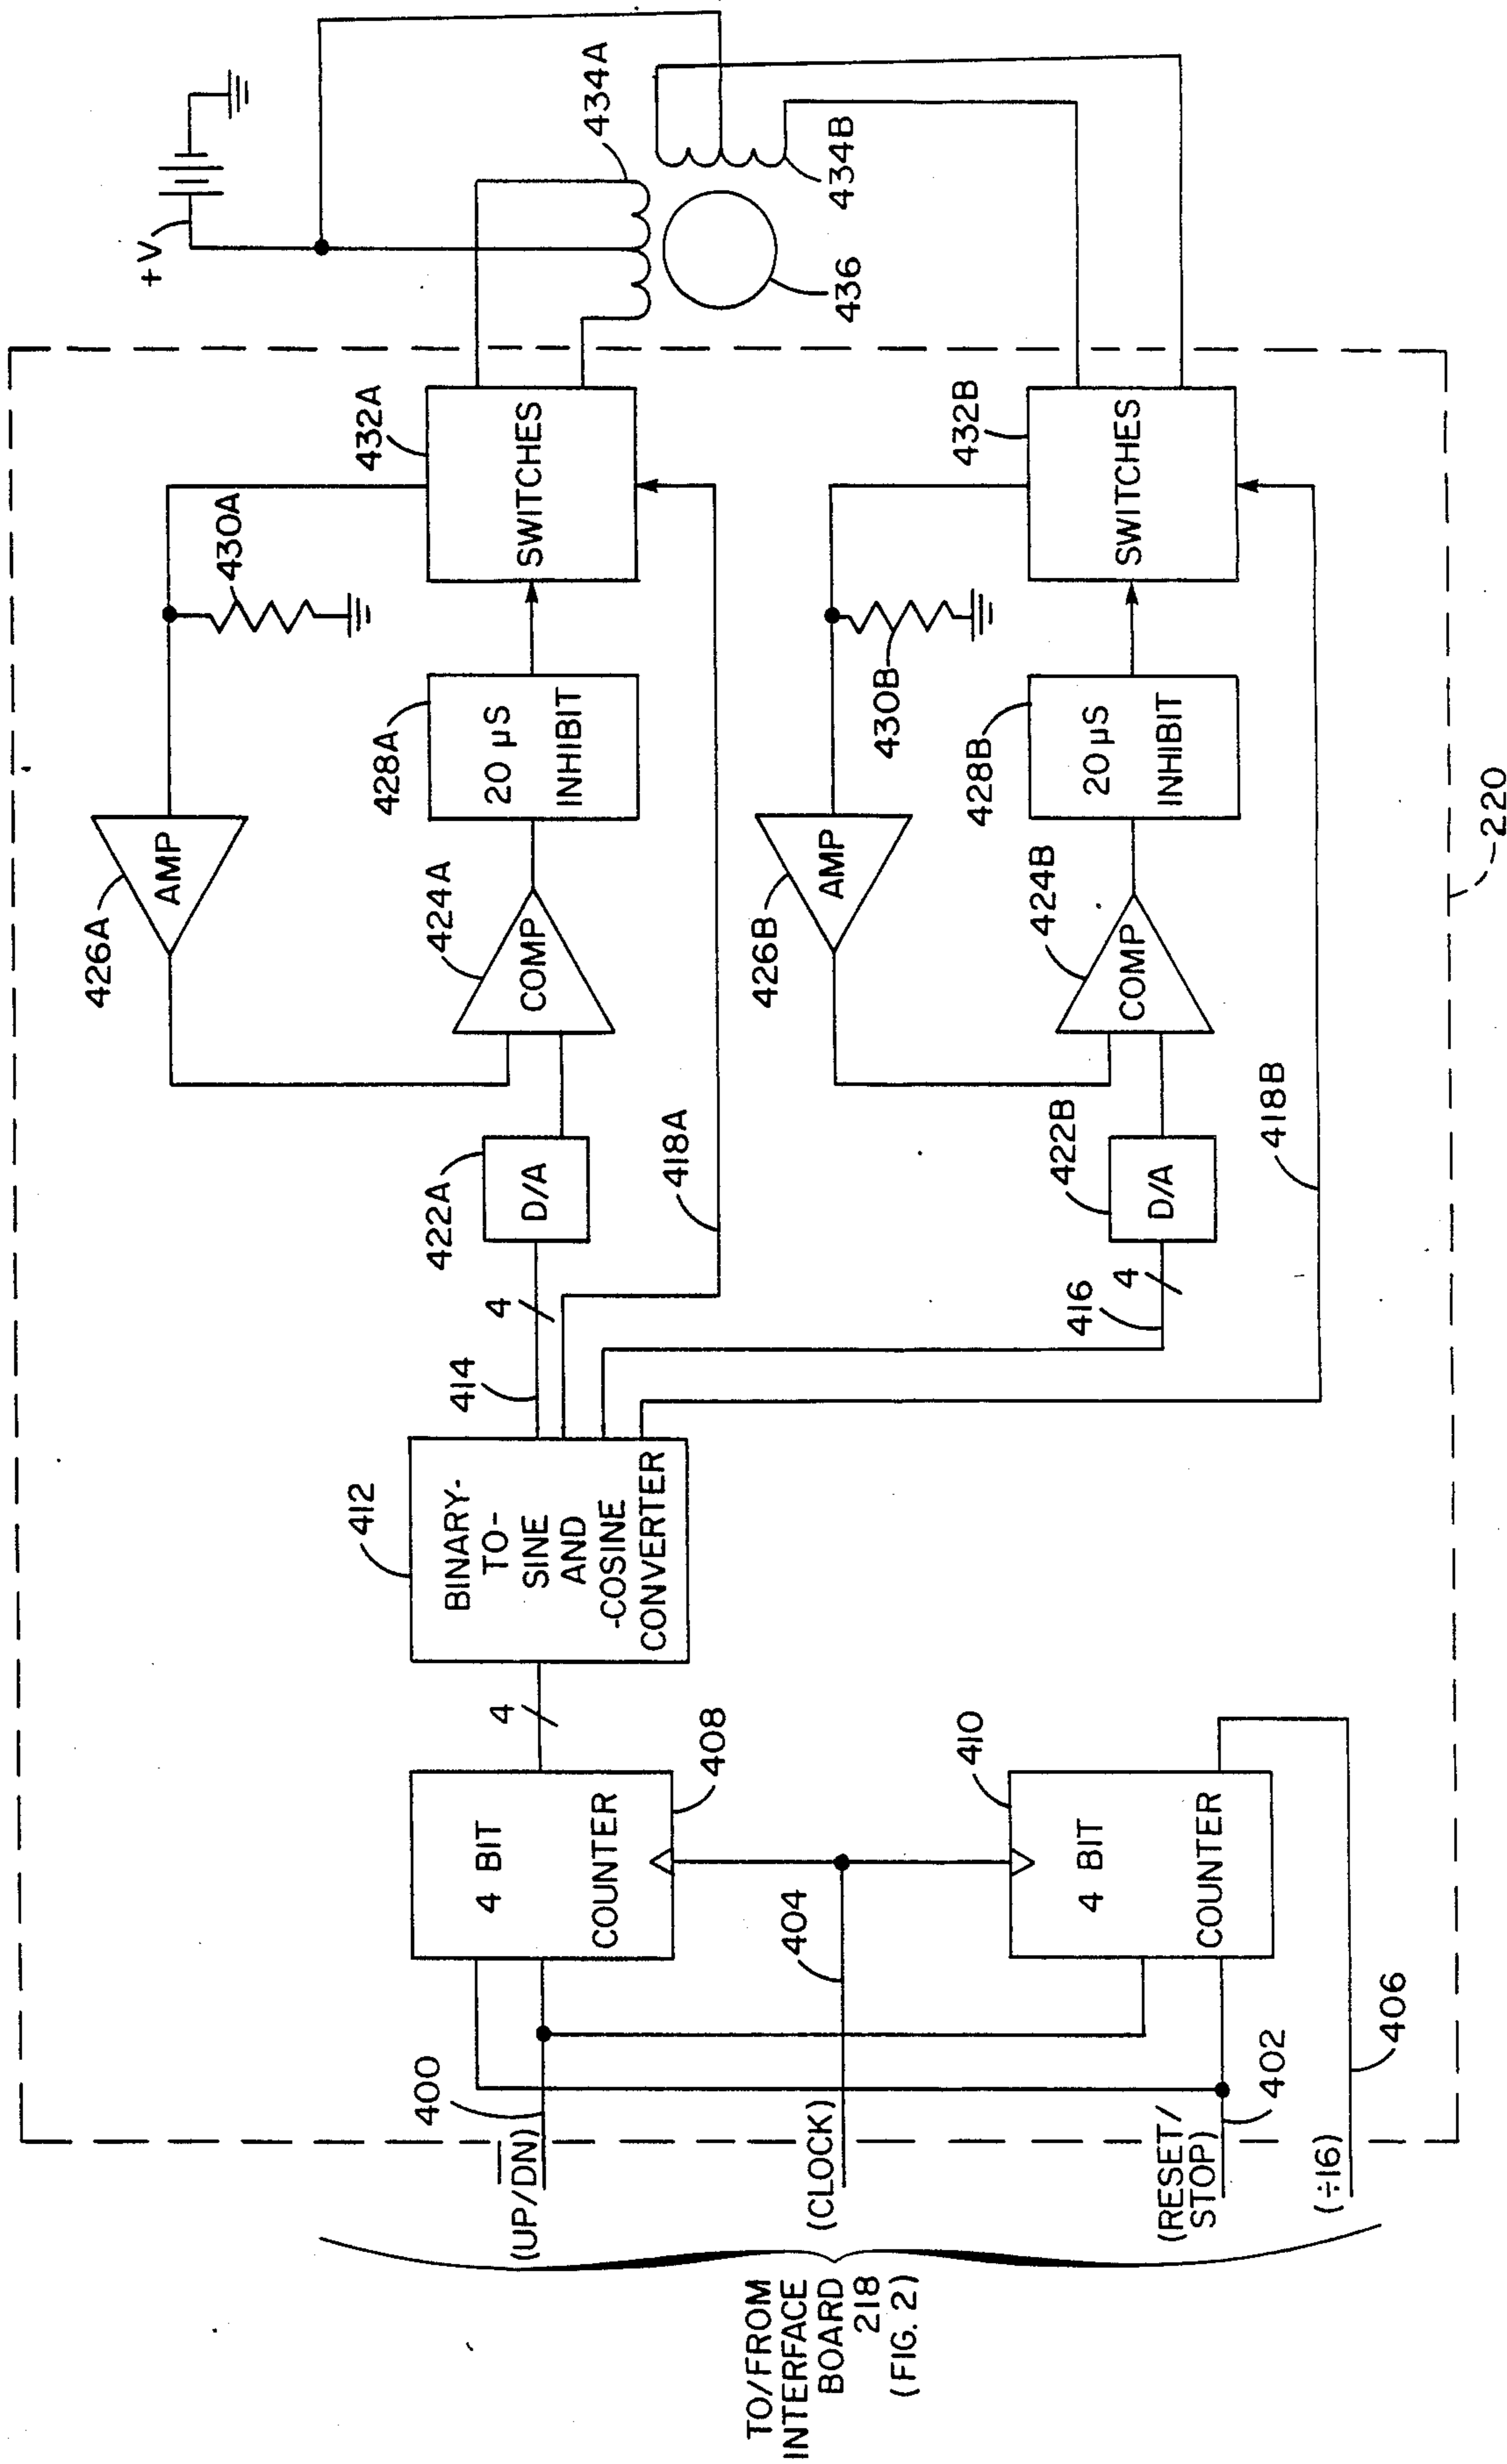 TO/FROM
INTERFACE
BOARD
218
(FIG. 2)
(UP/D̅N̅)
400
(CLOCK)
404
(RESET/
STOP)
402
(÷16)
406
4 BIT
COUNTER
408
4 BIT
COUNTER
410
4
412
BINARY-
TO-
SINE
AND
-COSINE
CONVERTER
414
4
416
4
418A
418B
422A
D/A
422B
D/A
426A
AMP
424A
COMP
426B
AMP
424B
COMP
428A
20 µS
INHIBIT
428B
20 µS
INHIBIT
430A
430B
432A
SWITCHES
432B
SWITCHES
+V
434A
434B
436
220